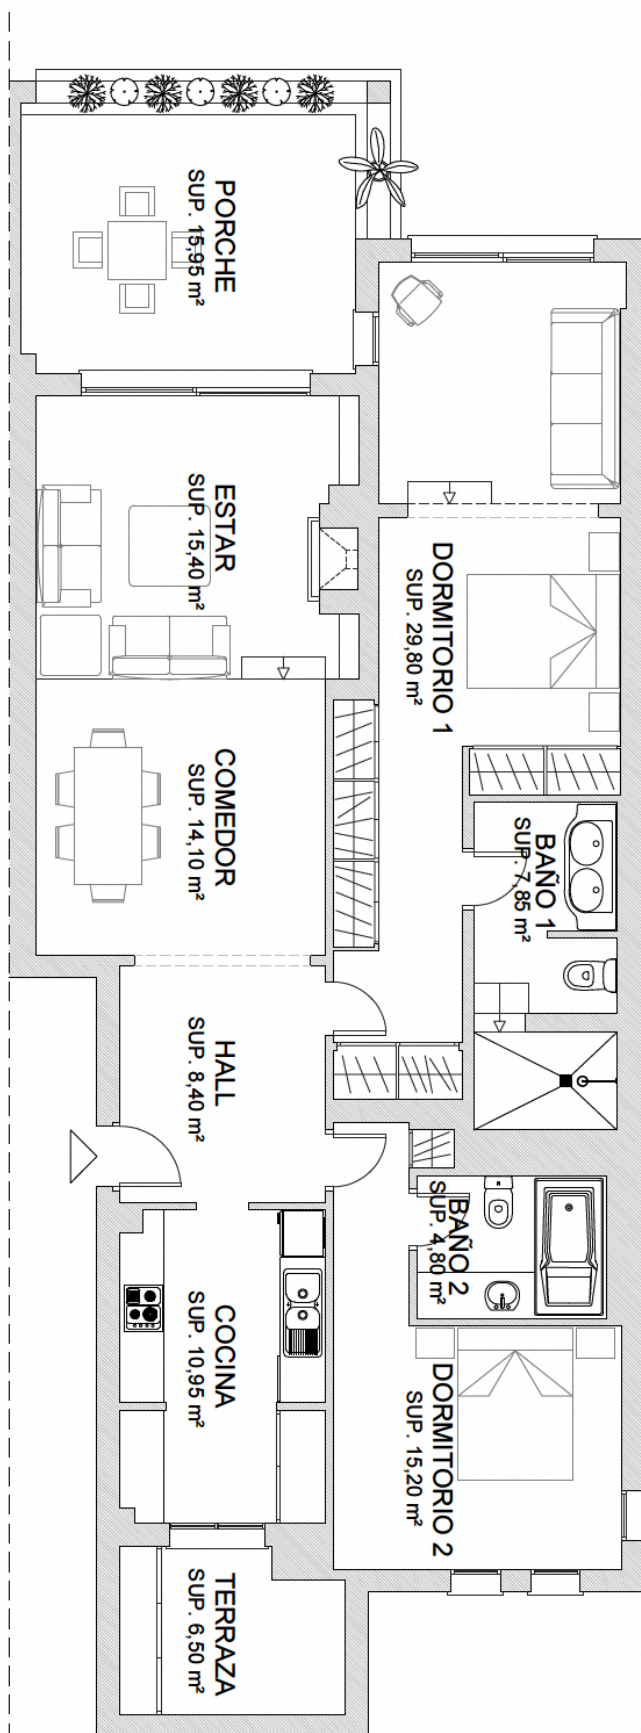 PORCHE
SUP. 15,95 m²
ESTAR
SUP. 15,40 m²
DORMITORIO 1
SUP. 29,80 m²
COMEDOR
SUP. 14,10 m²
BAÑO 1
SUP. 7,85 m²
HALL
SUP. 8,40 m²
BAÑO 2
SUP. 4,80 m²
COCINA
SUP. 10,95 m²
DORMITORIO 2
SUP. 15,20 m²
TERRAZA
SUP. 6,50 m²